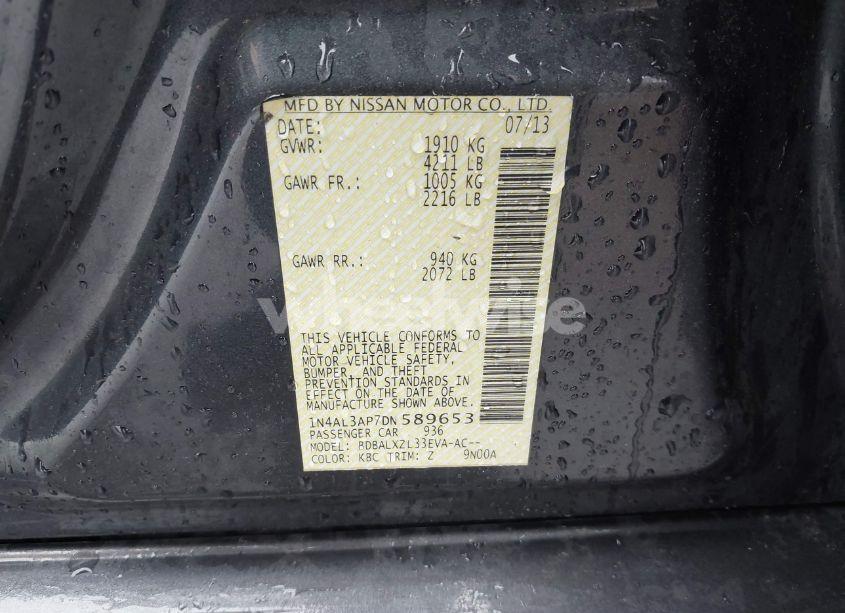 MFD BY NISSAN MOTOR CO., LTD.
DATE: 07/13
GVWR: 1910 KG
4211 LB
GAWR FR.: 1005 KG
2216 LB
GAWR RR.: 940 KG
2072 LB
wheelwise
THIS VEHICLE CONFORMS TO
ALL APPLICABLE FEDERAL
MOTOR VEHICLE SAFETY,
BUMPER, AND THEFT
PREVENTION STANDARDS IN
EFFECT ON THE DATE OF
MANUFACTURE SHOWN ABOVE.
1N4AL3AP7DN589653
PASSENGER CAR 936
MODEL: BDBALXZL33EVA-AC--
COLOR: KBC TRIM: Z 9N00A